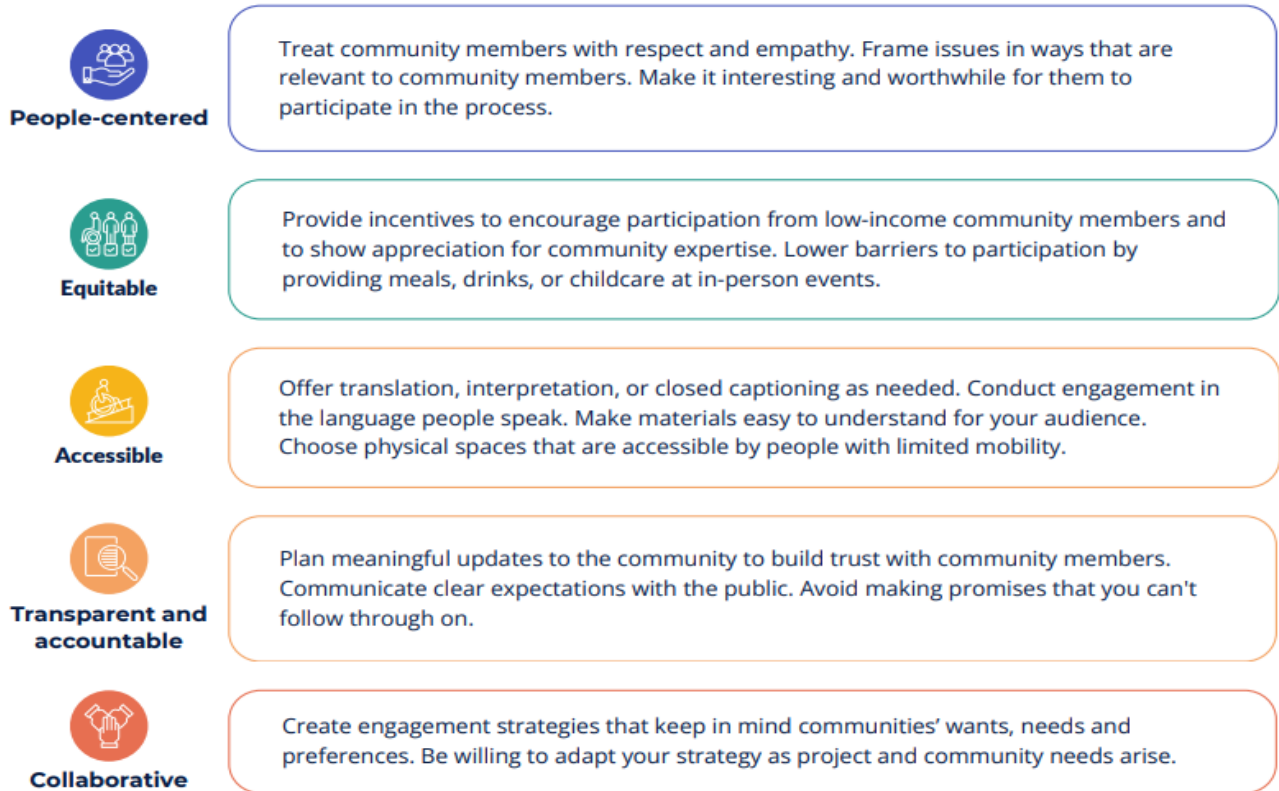 People-centered
Treat community members with respect and empathy. Frame issues in ways that are
relevant to community members. Make it interesting and worthwhile for them to
participate in the process.
Equitable
Provide incentives to encourage participation from low-income community members and
to show appreciation for community expertise. Lower barriers to participation by
providing meals, drinks, or childcare at in-person events.
Accessible
Offer translation, interpretation, or closed captioning as needed. Conduct engagement in
the language people speak. Make materials easy to understand for your audience.
Choose physical spaces that are accessible by people with limited mobility.
Transparent and
accountable
Plan meaningful updates to the community to build trust with community members.
Communicate clear expectations with the public. Avoid making promises that you can't
follow through on.
Collaborative
Create engagement strategies that keep in mind communities’ wants, needs and
preferences. Be willing to adapt your strategy as project and community needs arise.